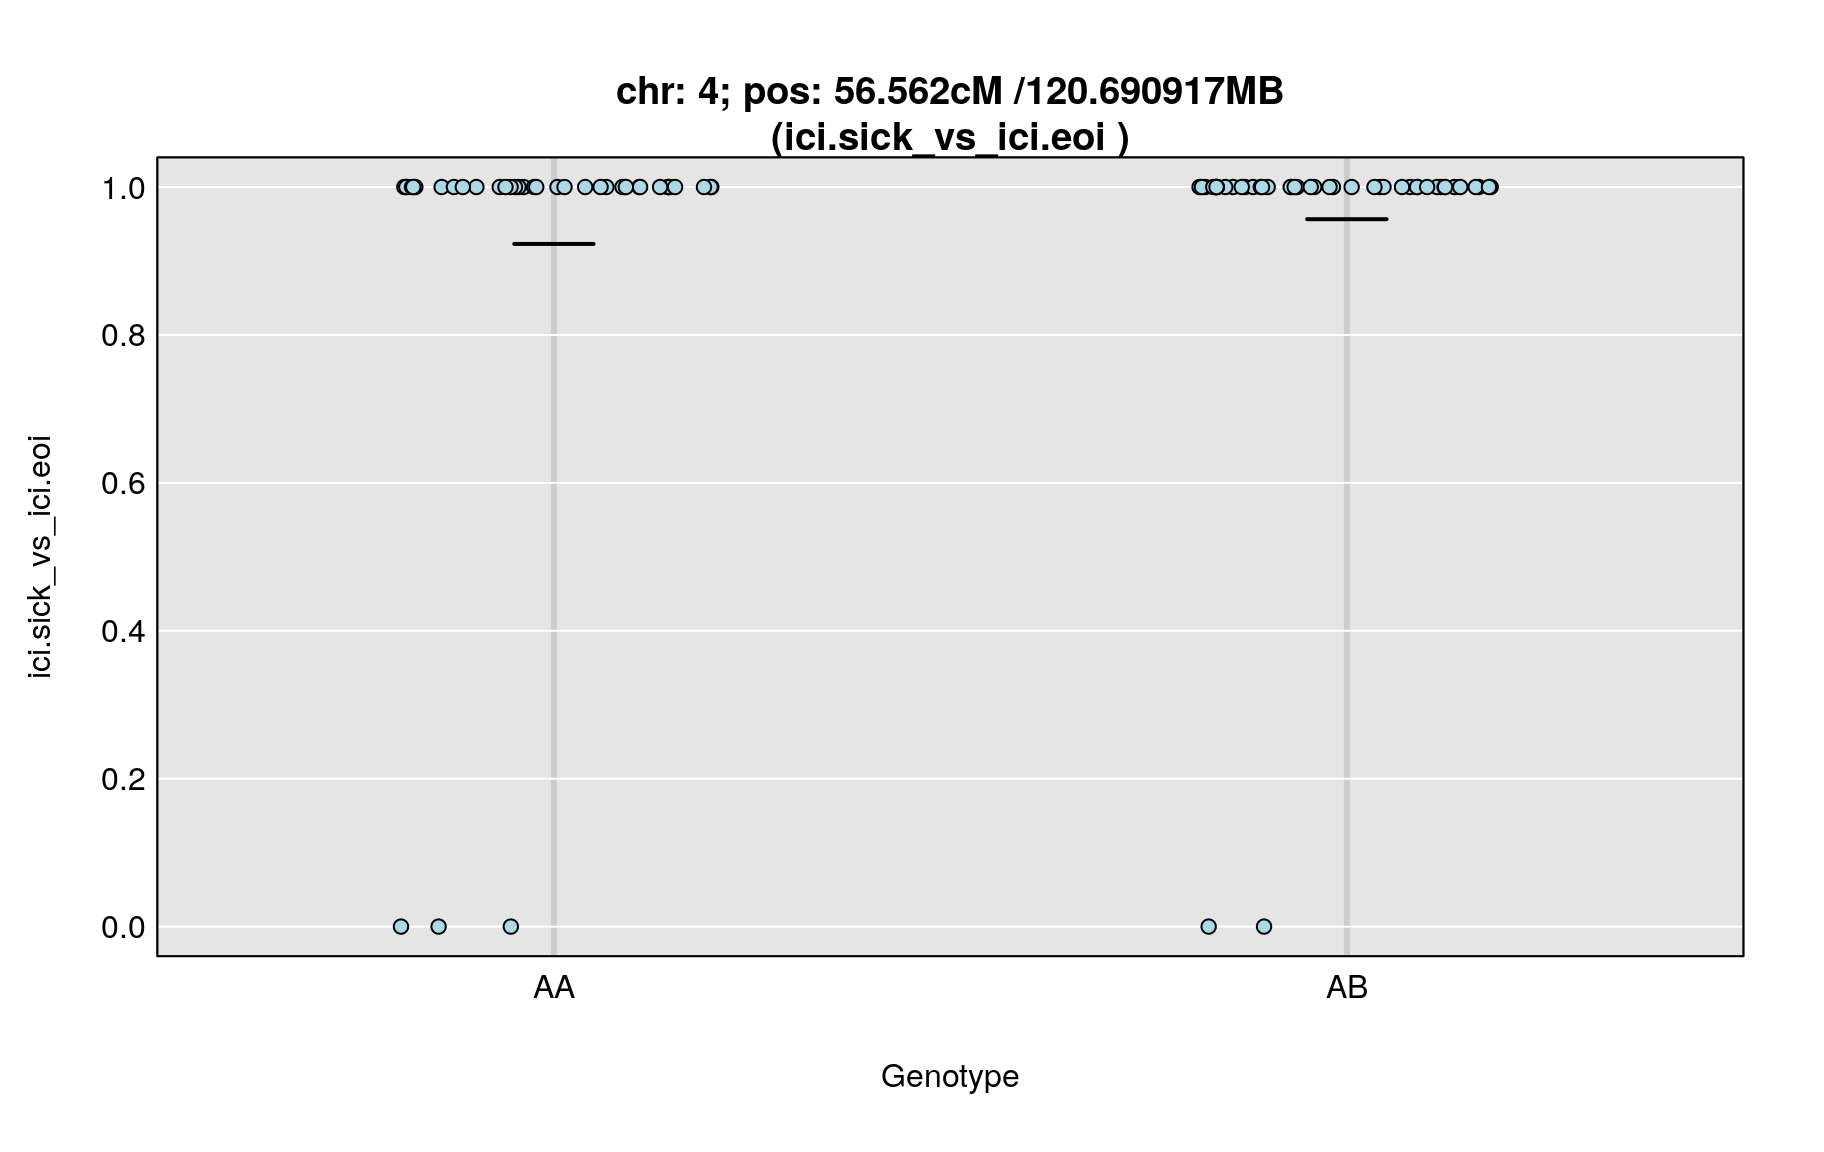 chr: 4; pos: 56.562cM /120.690917MB
(ici.sick_vs_ici.eoi )
ici.sick_vs_ici.eoi
1.0
0.8
0.6
0.4
0.2
0.0
AA AB
Genotype